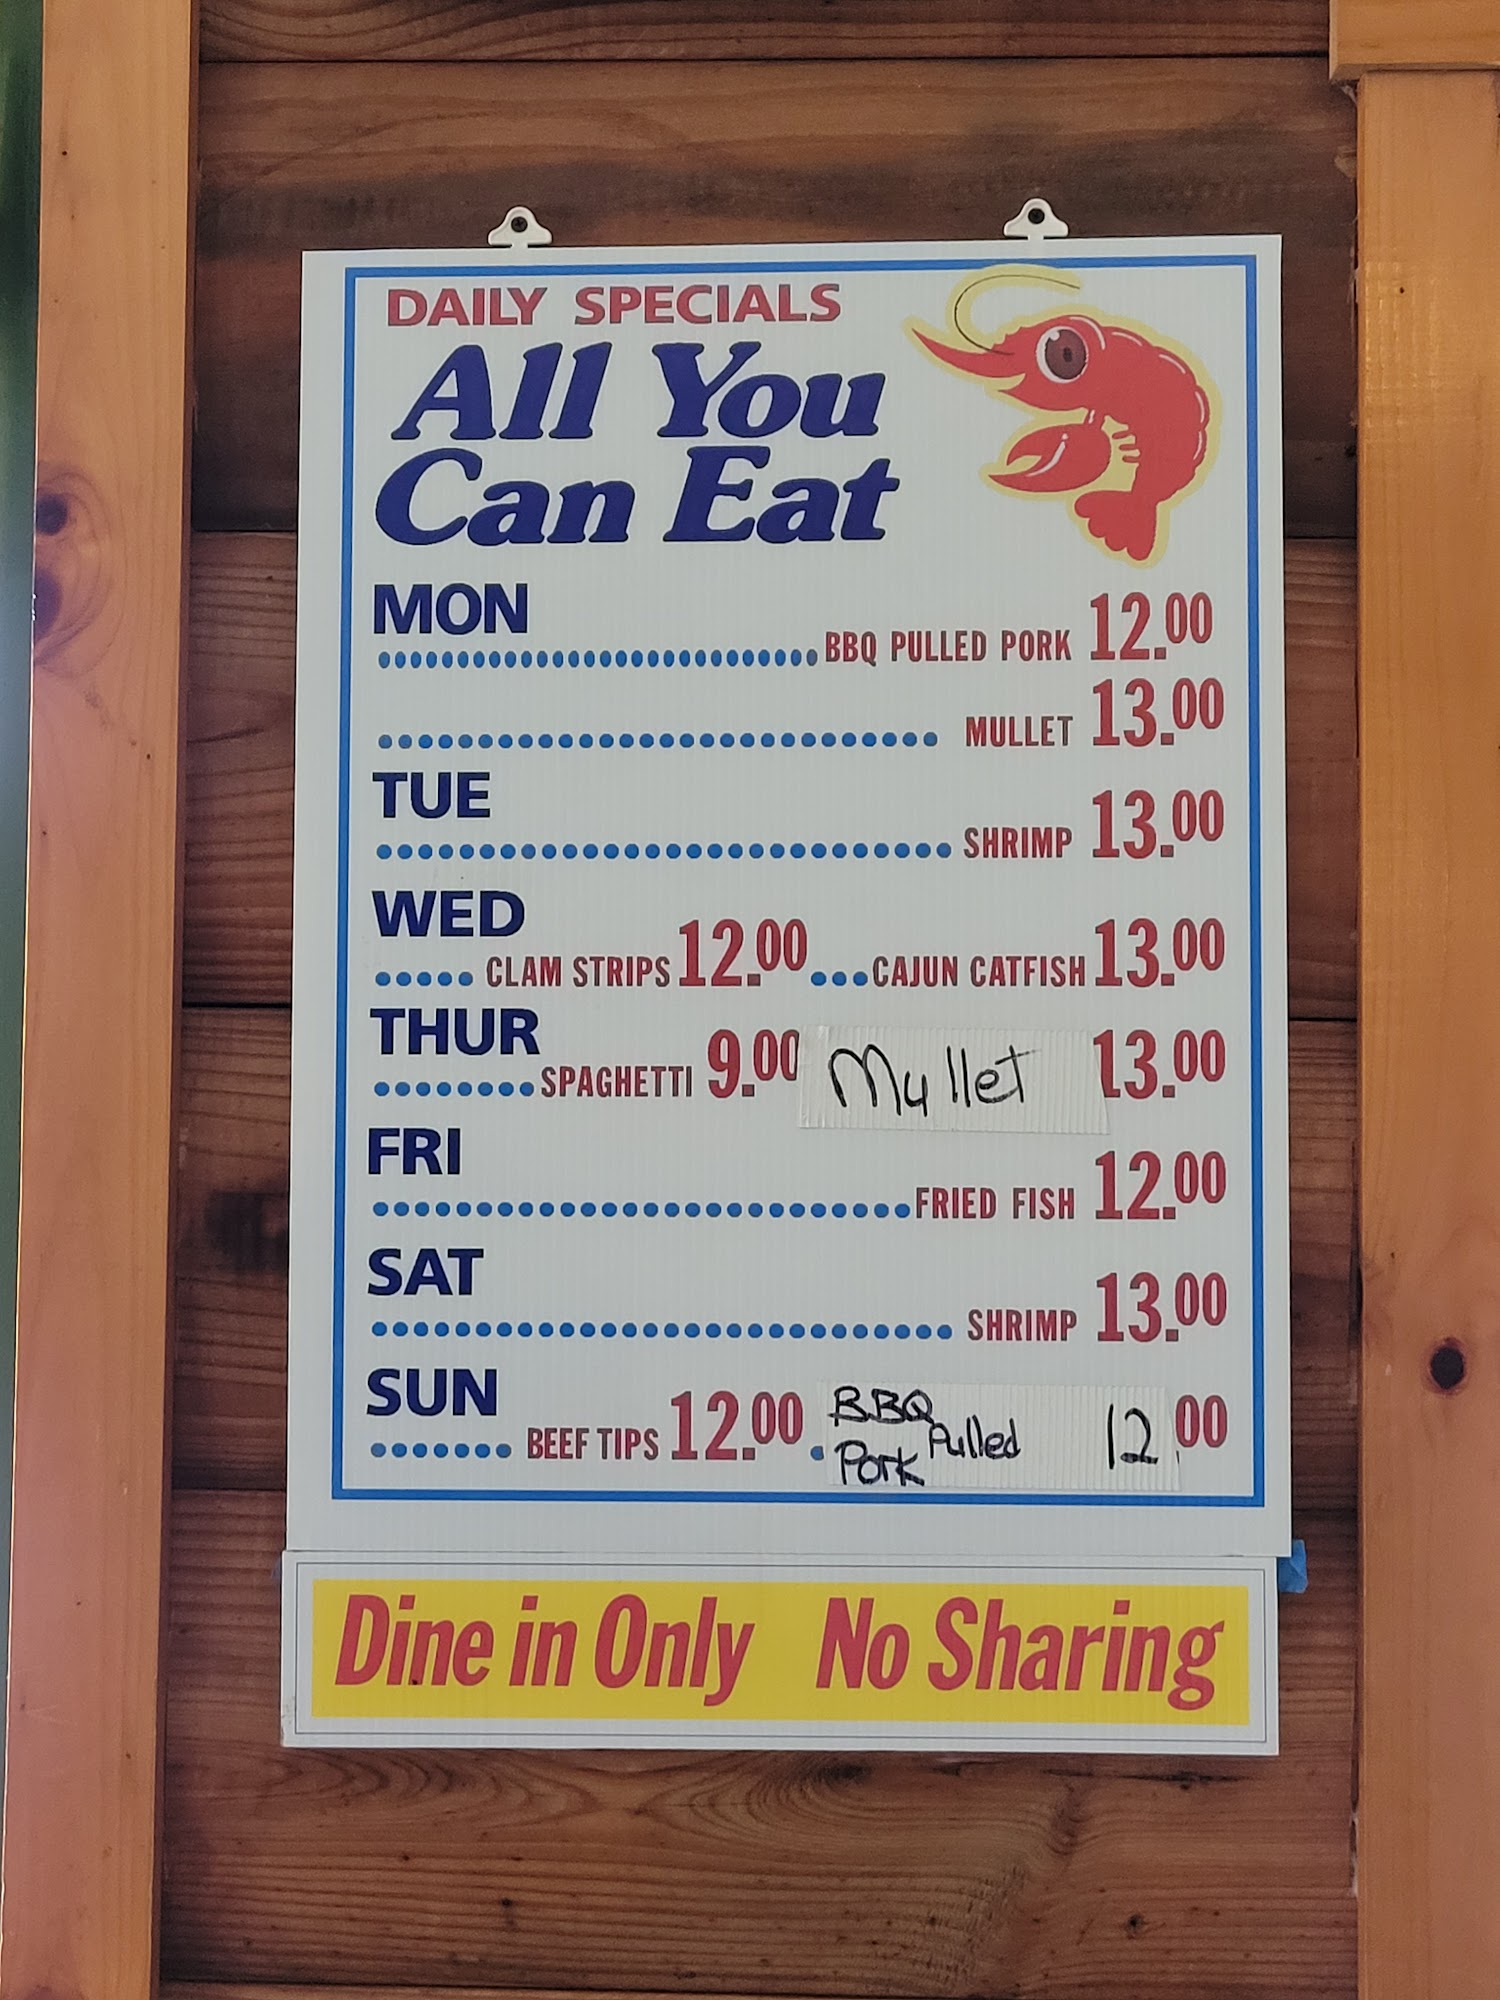 DAILY SPECIALS
All You
Can Eat
MON
..........................BBQ PULLED PORK 12.00
............................ MULLET 13.00
TUE
............................ SHRIMP 13.00
WED
..... CLAM STRIPS 12.00...CAJUN CATFISH 13.00
THUR
........SPAGHETTI 9.00 Mullet 13.00
FRI
..........................FRIED FISH 12.00
SAT
............................ SHRIMP 13.00
SUN
....... BEEF TIPS 12.00 . BBQ Pulled Pork 12.00
Dine in Only No Sharing